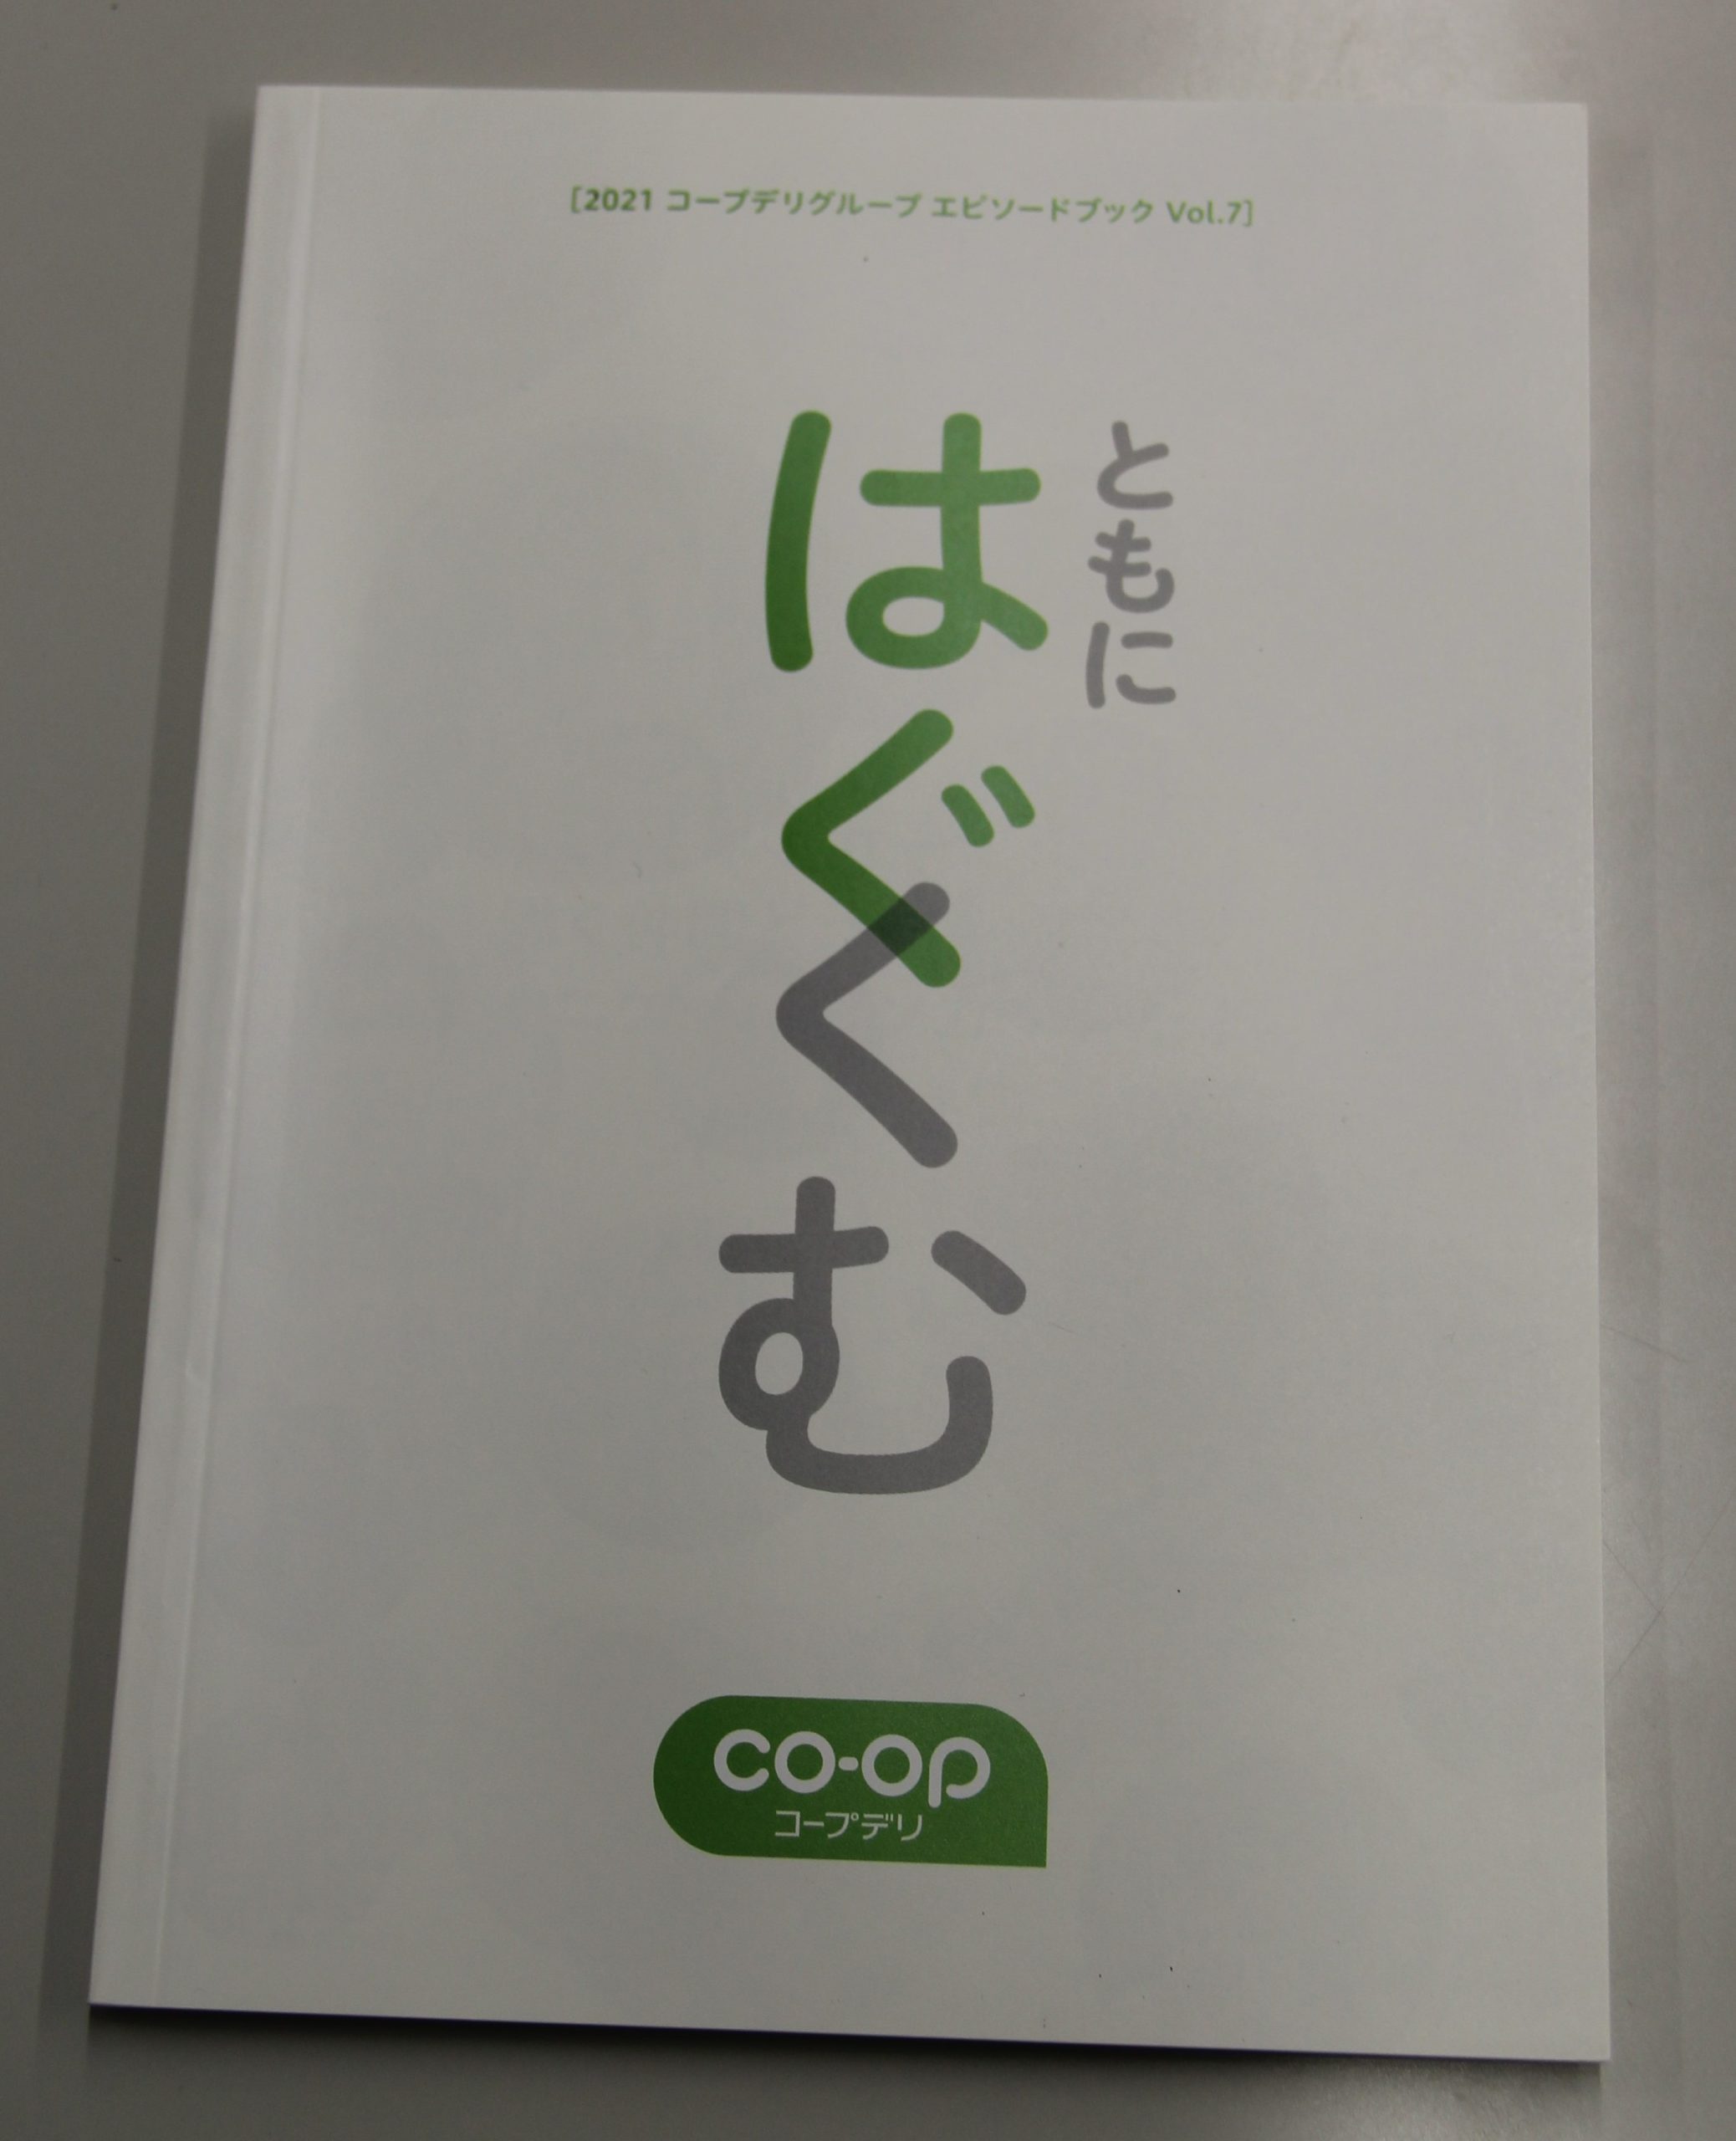 [2021 コープデリグループ エピソードブック Vol.7]
ともに
はぐくむ
co-op
コープデリ